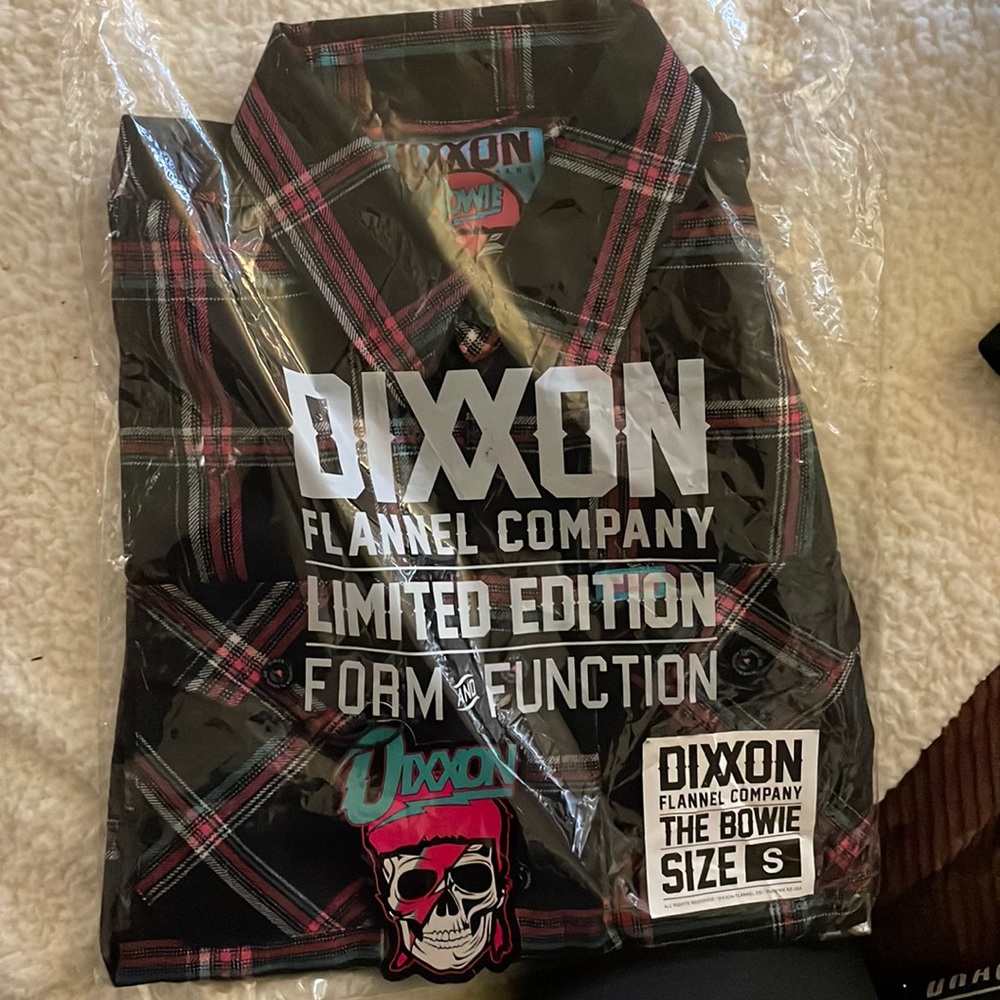 DIXXON
BOWIE
DIXXON
FLANNEL COMPANY
LIMITED EDITION
FORM AND FUNCTION
DIXXON
DIXXON
FLANNEL COMPANY
THE BOWIE
SIZE S